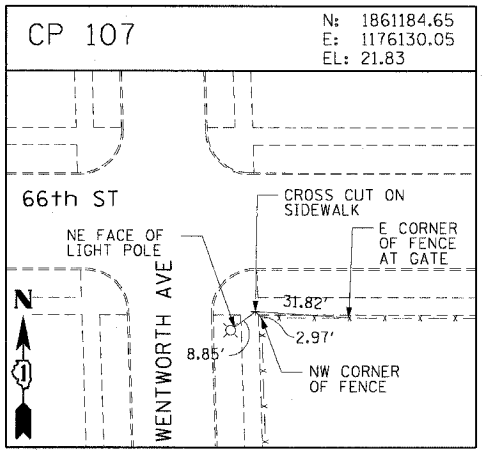 CP 107
N: 1861184.65
E: 1176130.05
EL: 21.83
66th ST
CROSS CUT ON
SIDEWALK
NE FACE OF
LIGHT POLE
E CORNER
OF FENCE
AT GATE
N
1
WENTWORTH AVE
31.82'
2.97'
8.85'
NW CORNER
OF FENCE